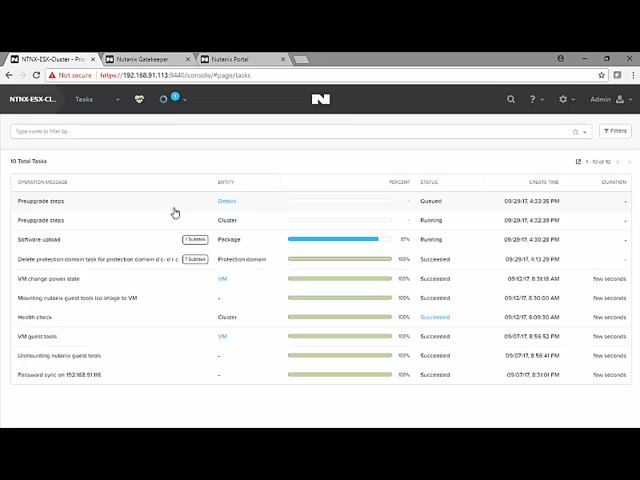 NTNX-ESX-Cluster - Pris
Nutanix Gatekeeper
Nutanix Portal
Not secure https://192.168.91.113:9440/console/#page/tasks
NTNX-ESX-Cl... Tasks 1 ? Admin
Type name to filter by Filters
10 Total Tasks 1 - 10 of 10
OPERATION MESSAGE ENTITY PERCENT STATUS CREATE TIME DURATION
Preupgrade steps Details - Queued 09/29/17, 4:33:35 PM -
Preupgrade steps Cluster - Running 09/29/17, 4:32:39 PM -
Software upload 1 Subtask Package 87% Running 09/29/17, 4:30:28 PM -
Delete protection domain task for protection domain d c- d r c 1 Subtask Protection domain 100% Succeeded 09/29/17, 4:13:29 PM -
VM change power state VM 100% Succeeded 09/12/17, 8:31:18 AM few seconds
Mounting nutanix guest tools iso image to VM - 100% Succeeded 09/12/17, 8:30:00 AM few seconds
Health check Cluster 100% Succeeded 09/12/17, 8:09:30 AM few seconds
VM guest tools VM 100% Succeeded 09/07/17, 8:56:52 PM few seconds
Unmounting nutanix guest tools - 100% Succeeded 09/07/17, 8:56:41 PM few seconds
Password sync on 192.168.91.116 - 100% Succeeded 09/07/17, 8:31:01 PM few seconds